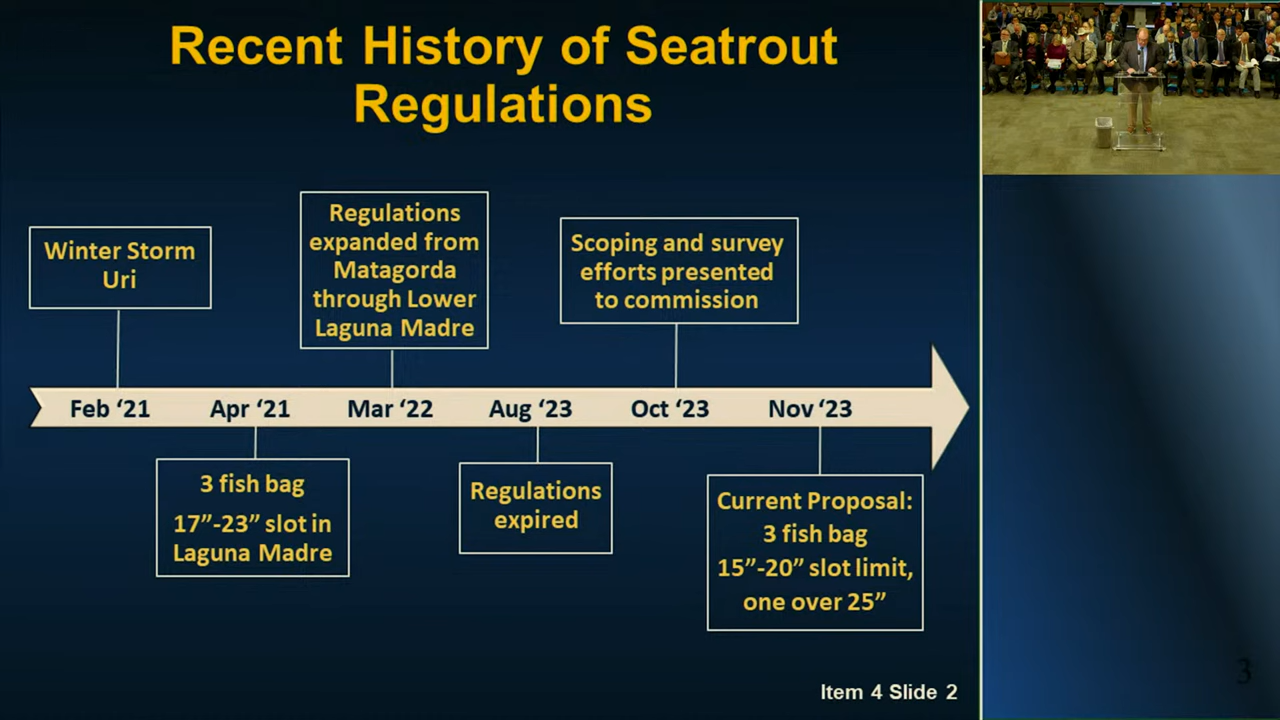 Recent History of Seatrout
Regulations
Winter Storm
Uri
Regulations
expanded from
Matagorda
through Lower
Laguna Madre
Scoping and survey
efforts presented
to commission
Feb ‘21
Apr ‘21
Mar ‘22
Aug ‘23
Oct ‘23
Nov ‘23
3 fish bag
17”-23” slot in
Laguna Madre
Regulations
expired
Current Proposal:
3 fish bag
15”-20” slot limit,
one over 25”
Item 4 Slide 2
3